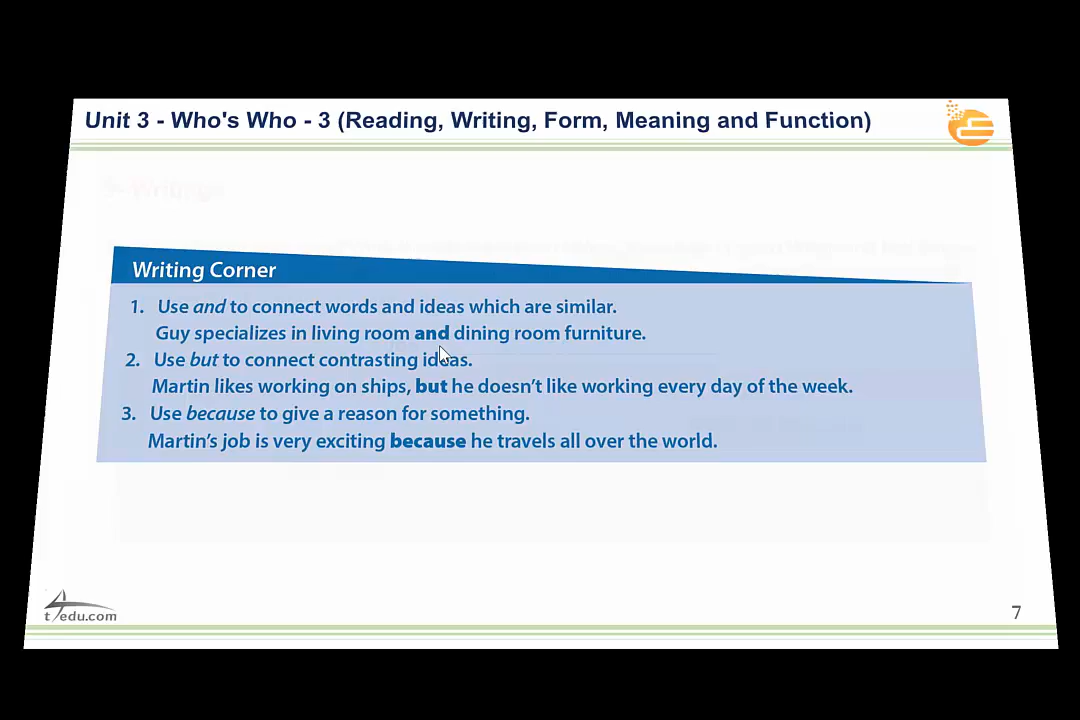 Unit 3 - Who's Who - 3 (Reading, Writing, Form, Meaning and Function)
Writing Corner
1. Use and to connect words and ideas which are similar.
Guy specializes in living room and dining room furniture.
2. Use but to connect contrasting ideas.
Martin likes working on ships, but he doesn't like working every day of the week.
3. Use because to give a reason for something.
Martin's job is very exciting because he travels all over the world.
t4edu.com
7